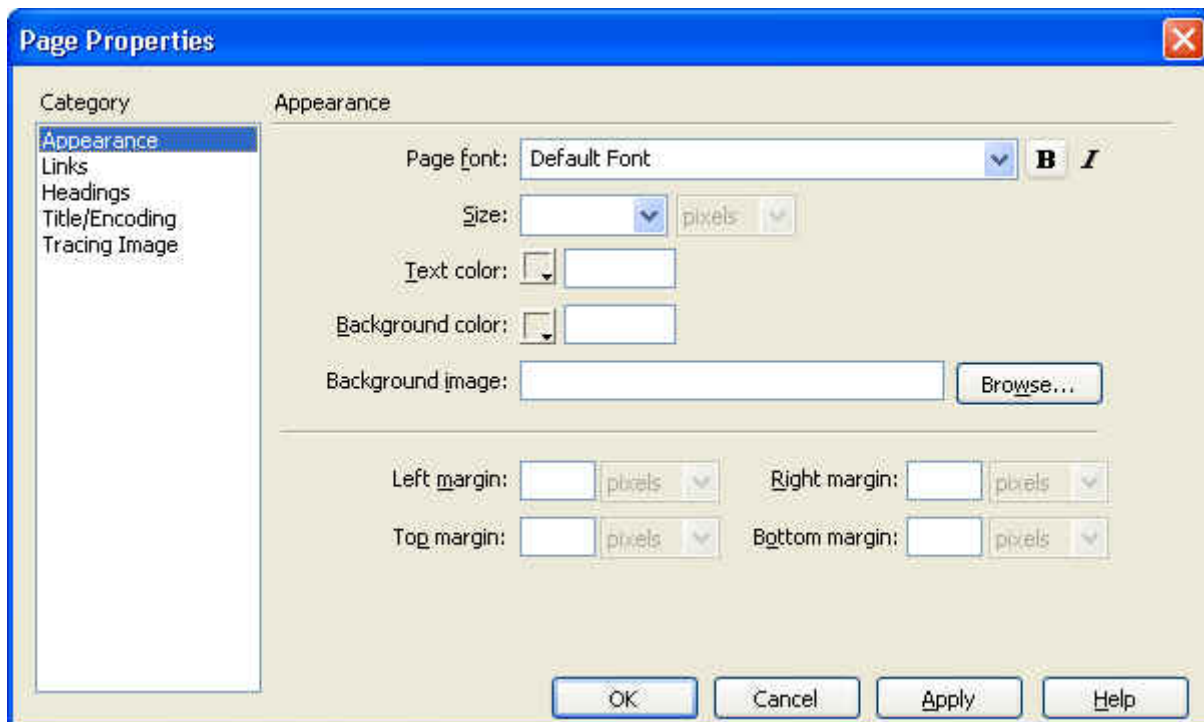 Page Properties
Category
Appearance
Links
Headings
Title/Encoding
Tracing Image
Appearance
Page font: Default Font B I
Size: pixels
Text color:
Background color:
Background image: Browse...
Left margin: pixels Right margin: pixels
Top margin: pixels Bottom margin: pixels
OK Cancel Apply Help